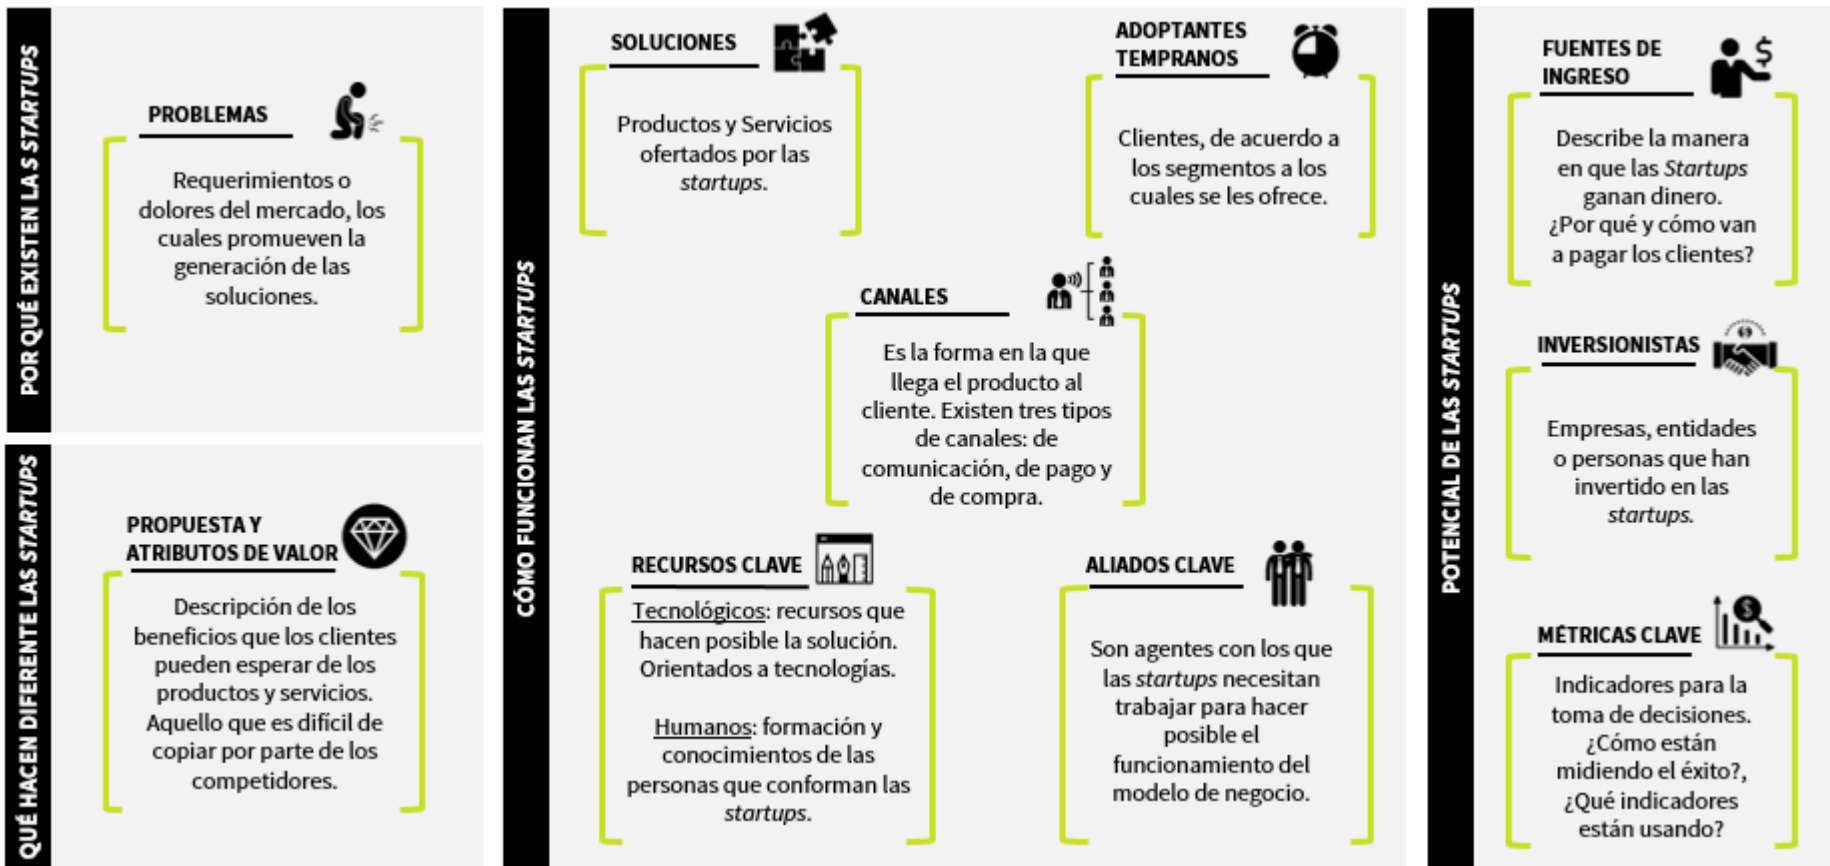 POR QUÉ EXISTEN LAS STARTUPS
PROBLEMAS
Requerimientos o
dolores del mercado, los
cuales promueven la
generación de las
soluciones.
QUÉ HACEN DIFERENTE LAS STARTUPS
PROPUESTA Y
ATRIBUTOS DE VALOR
Descripción de los
beneficios que los clientes
pueden esperar de los
productos y servicios.
Aquello que es difícil de
copiar por parte de los
competidores.
CÓMO FUNCIONAN LAS STARTUPS
SOLUCIONES
Productos y Servicios
ofertados por las
startups.
ADOPTANTES
TEMPRANOS
Clientes, de acuerdo a
los segmentos a los
cuales se les ofrece.
CANALES
Es la forma en la que
llega el producto al
cliente. Existen tres tipos
de canales: de
comunicación, de pago y
de compra.
RECURSOS CLAVE
Tecnológicos: recursos que
hacen posible la solución.
Orientados a tecnologías.
Humanos: formación y
conocimientos de las
personas que conforman las
startups.
ALIADOS CLAVE
Son agentes con los que
las startups necesitan
trabajar para hacer
posible el
funcionamiento del
modelo de negocio.
POTENCIAL DE LAS STARTUPS
FUENTES DE
INGRESO
$
Describe la manera
en que las Startups
ganan dinero.
¿Por qué y cómo van
a pagar los clientes?
INVERSIONISTAS
Empresas, entidades
o personas que han
invertido en las
startups.
MÉTRICAS CLAVE
$
Indicadores para la
toma de decisiones.
¿Cómo están
midiendo el éxito?,
¿Qué indicadores
están usando?